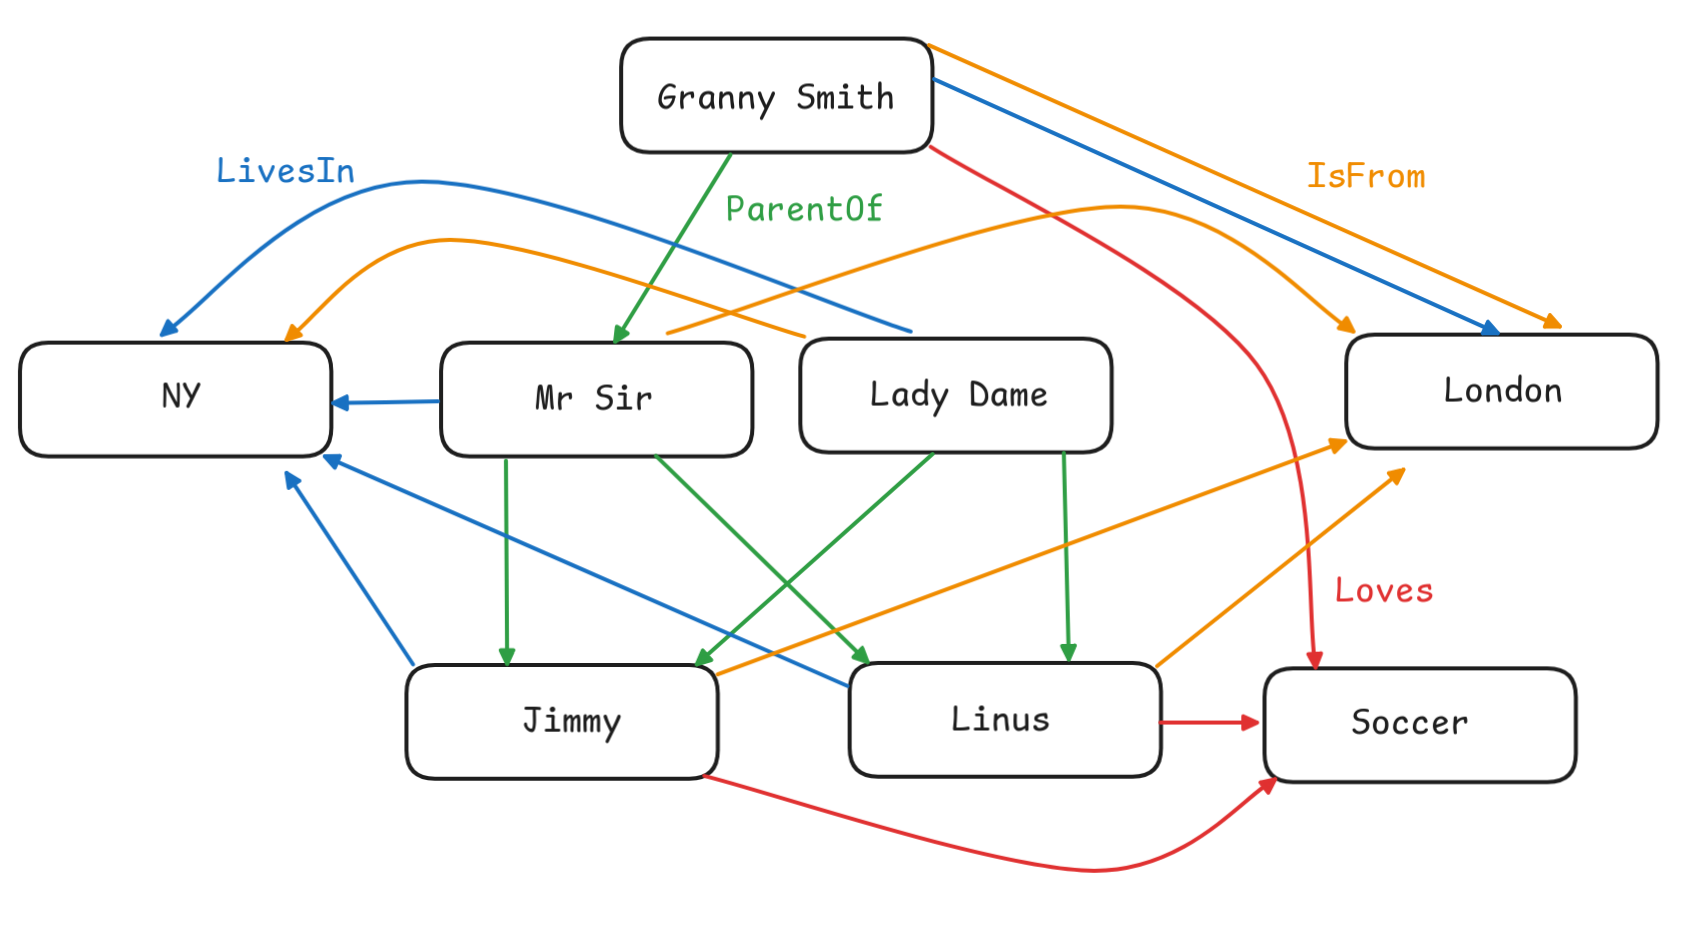 Granny Smith
LivesIn
IsFrom
ParentOf
NY
Mr Sir
Lady Dame
London
Loves
Jimmy
Linus
Soccer